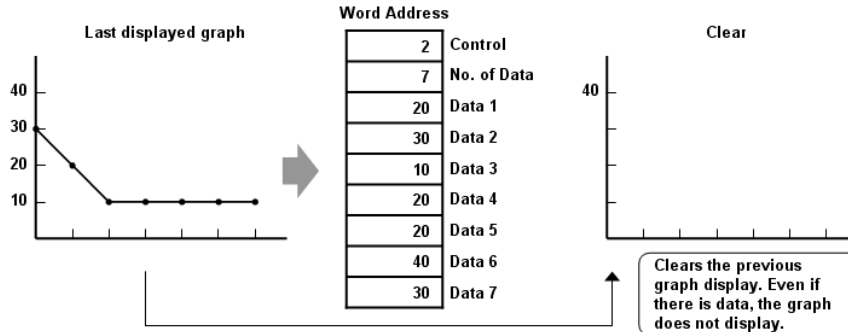 Word Address
Last displayed graph
Clear
2 Control
7 No. of Data
20 Data 1
30 Data 2
10 Data 3
20 Data 4
20 Data 5
40 Data 6
30 Data 7
40
30
20
10
40
Clears the previous
graph display. Even if
there is data, the graph
does not display.